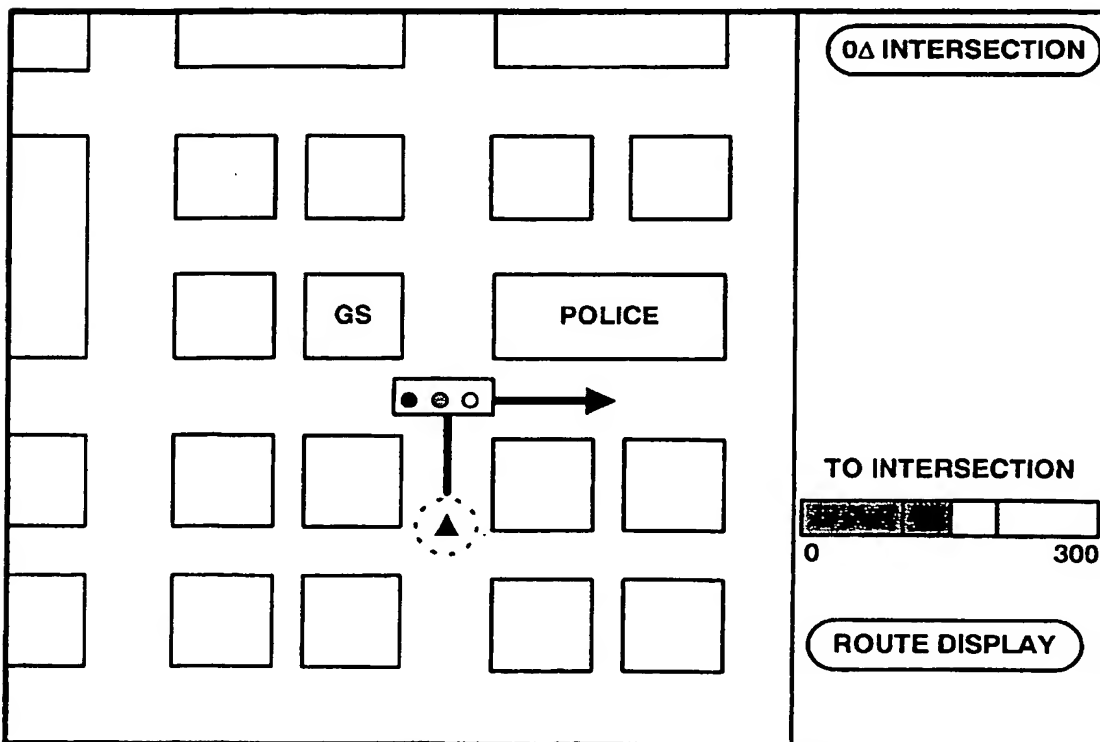 0Δ INTERSECTION
GS
POLICE
TO INTERSECTION
0 300
ROUTE DISPLAY